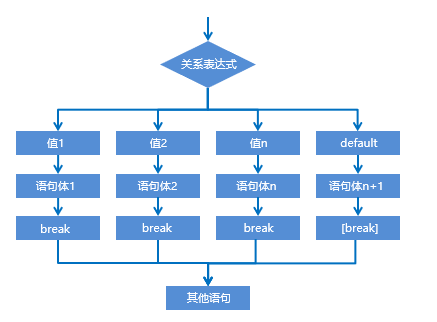 关系表达式
值1
值2
值n
default
语句体1
语句体2
语句体n
语句体n+1
break
break
break
[break]
其他语句